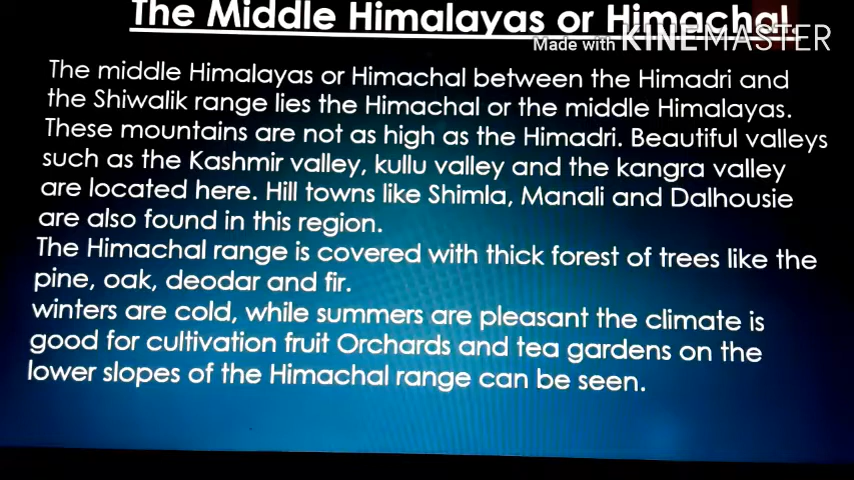 The Middle Himalayas or Himachal.
Made with KINEMASTER
The middle Himalayas or Himachal between the Himadri and
the Shiwalik range lies the Himachal or the middle Himalayas.
These mountains are not as high as the Himadri. Beautiful valleys
such as the Kashmir valley, kullu valley and the kangra valley
are located here. Hill towns like Shimla, Manali and Dalhousie
are also found in this region.
The Himachal range is covered with thick forest of trees like the
pine, oak, deodar and fir.
winters are cold, while summers are pleasant the climate is
good for cultivation fruit Orchards and tea gardens on the
lower slopes of the Himachal range can be seen.